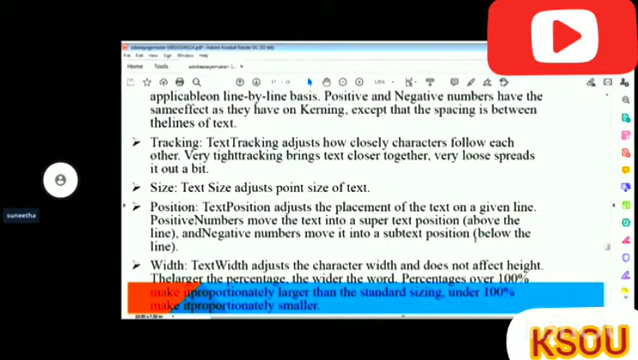 Home Tools
suneetha
applicableon line-by-line basis. Positive and Negative numbers have the
sameeffect as they have on Kerning, except that the spacing is between
thelines of text.
Tracking: TextTracking adjusts how closely characters follow each
other. Very tighttracking brings text closer together, very loose spreads
it out a bit.
Size: Text Size adjusts point size of text.
Position: TextPosition adjusts the placement of the text on a given line.
PositiveNumbers move the text into a super text position (above the
line), andNegative numbers move it into a subtext position (below the
line).
Width: TextWidth adjusts the character width and does not affect height.
Thelarger the percentage, the wider the word. Percentages over 100%
make itproportionately larger than the standard sizing, under 100%
make itproportionately smaller.
KSOU